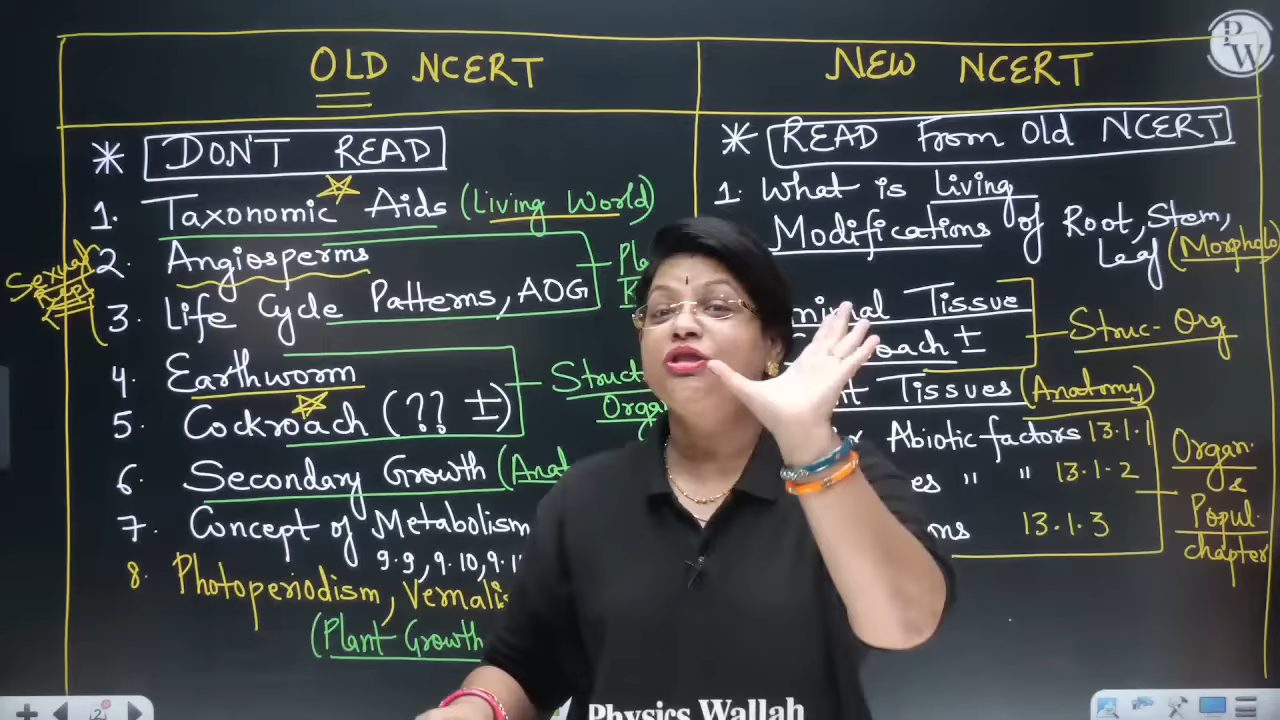 OLD NCERT
* DON'T READ
1. Taxonomic Aids (Living World)
2. Angiosperms
3. Life Cycle Patterns, AOG
Sexual
4. Earthworm
5. Cockroach (?? ±)
6. Secondary Growth
7. Concept of Metabolism
9.9, 9.10,
8. Photoperiodism,
(Plant Growth
NEW NCERT
* READ From Old NCERT
1. What is Living
Modifications of Root, Stem,
Leaf (Morpholo
Tissue
±
Struc-Org
Tissues (Anatomy)
Abiotic factors 13.1.1
" " 13.1.2
13.1.3
Organ.
&
Popul.
chapter
PW
Physics Wallah